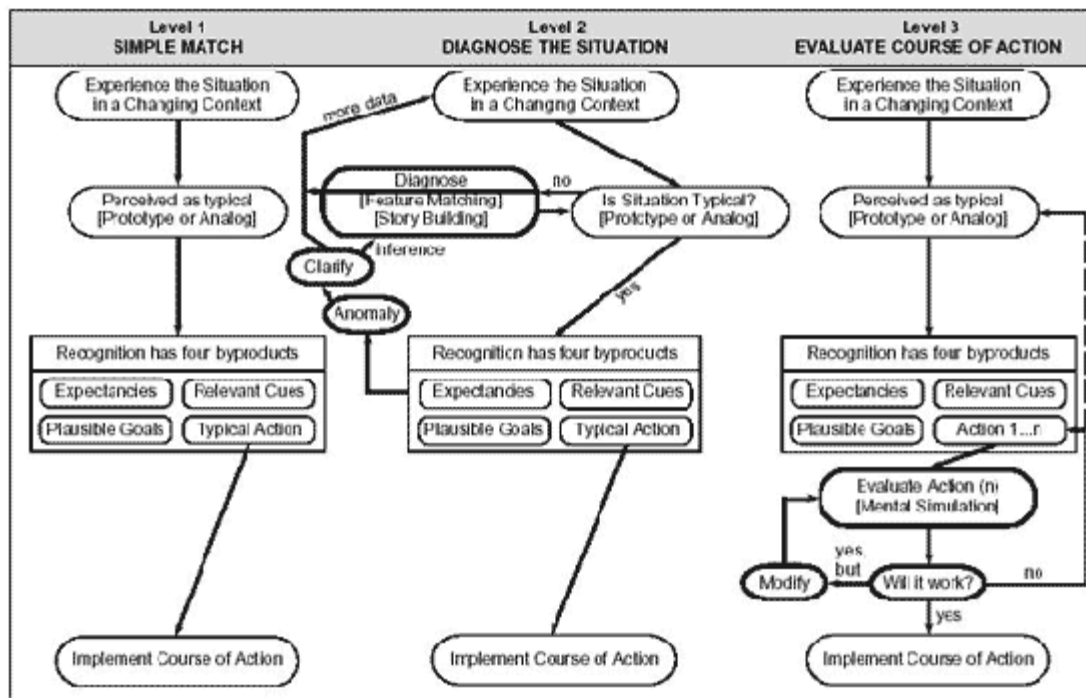 Level 1
SIMPLE MATCH
Level 2
DIAGNOSE THE SITUATION
Level 3
EVALUATE COURSE OF ACTION
Experience the Situation
in a Changing Context
Perceived as typical
[Prototype or Analog]
Recognition has four byproducts
Expectancies
Relevant Cues
Plausible Goals
Typical Action
Implement Course of Action
Experience the Situation
in a Changing Context
more data
Diagnose
[Feature Matching]
[Story Building]
no
Is Situation Typical?
[Prototype or Analog]
inference
Clarify
Anomaly
yes
Recognition has four byproducts
Expectancies
Relevant Cues
Plausible Goals
Typical Action
Implement Course of Action
Experience the Situation
in a Changing Context
Perceived as typical
[Prototype or Analog]
Recognition has four byproducts
Expectancies
Relevant Cues
Plausible Goals
Action 1...n
Evaluate Action (n)
[Mental Simulation]
yes,
but
Modify
Will it work?
no
yes
Implement Course of Action